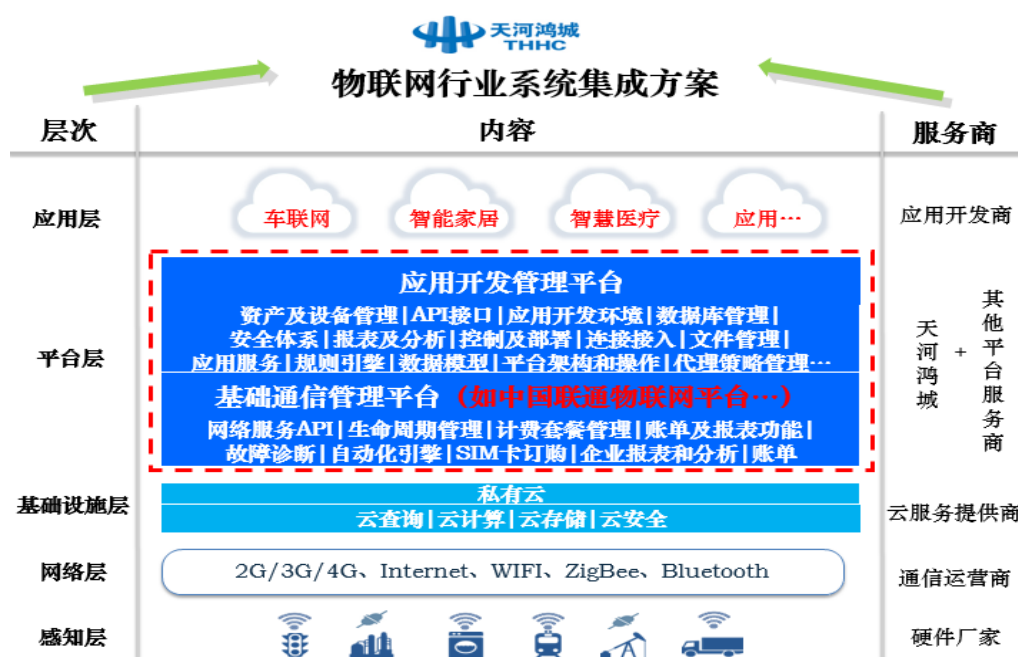 天河鸿城
THHC
物联网行业系统集成方案
层次
内容
服务商
应用层
车联网
智能家居
智慧医疗
应用…
应用开发商
平台层
应用开发管理平台
资产及设备管理|API接口|应用开发环境|数据库管理|
安全体系|报表及分析|控制及部署|连接接入|文件管理|
应用服务|规则引擎|数据模型|平台架构和操作|代理策略管理…
基础通信管理平台（如中国联通物联网平台…）
网络服务API|生命周期管理|计费套餐管理|账单及报表功能|
故障诊断|自动化引擎|SIM卡订购|企业报表和分析|账单
天河鸿城
+
其他平台服务商
基础设施层
私有云
云查询|云计算|云存储|云安全
云服务提供商
网络层
2G/3G/4G、Internet、WIFI、ZigBee、Bluetooth
通信运营商
感知层
硬件厂家